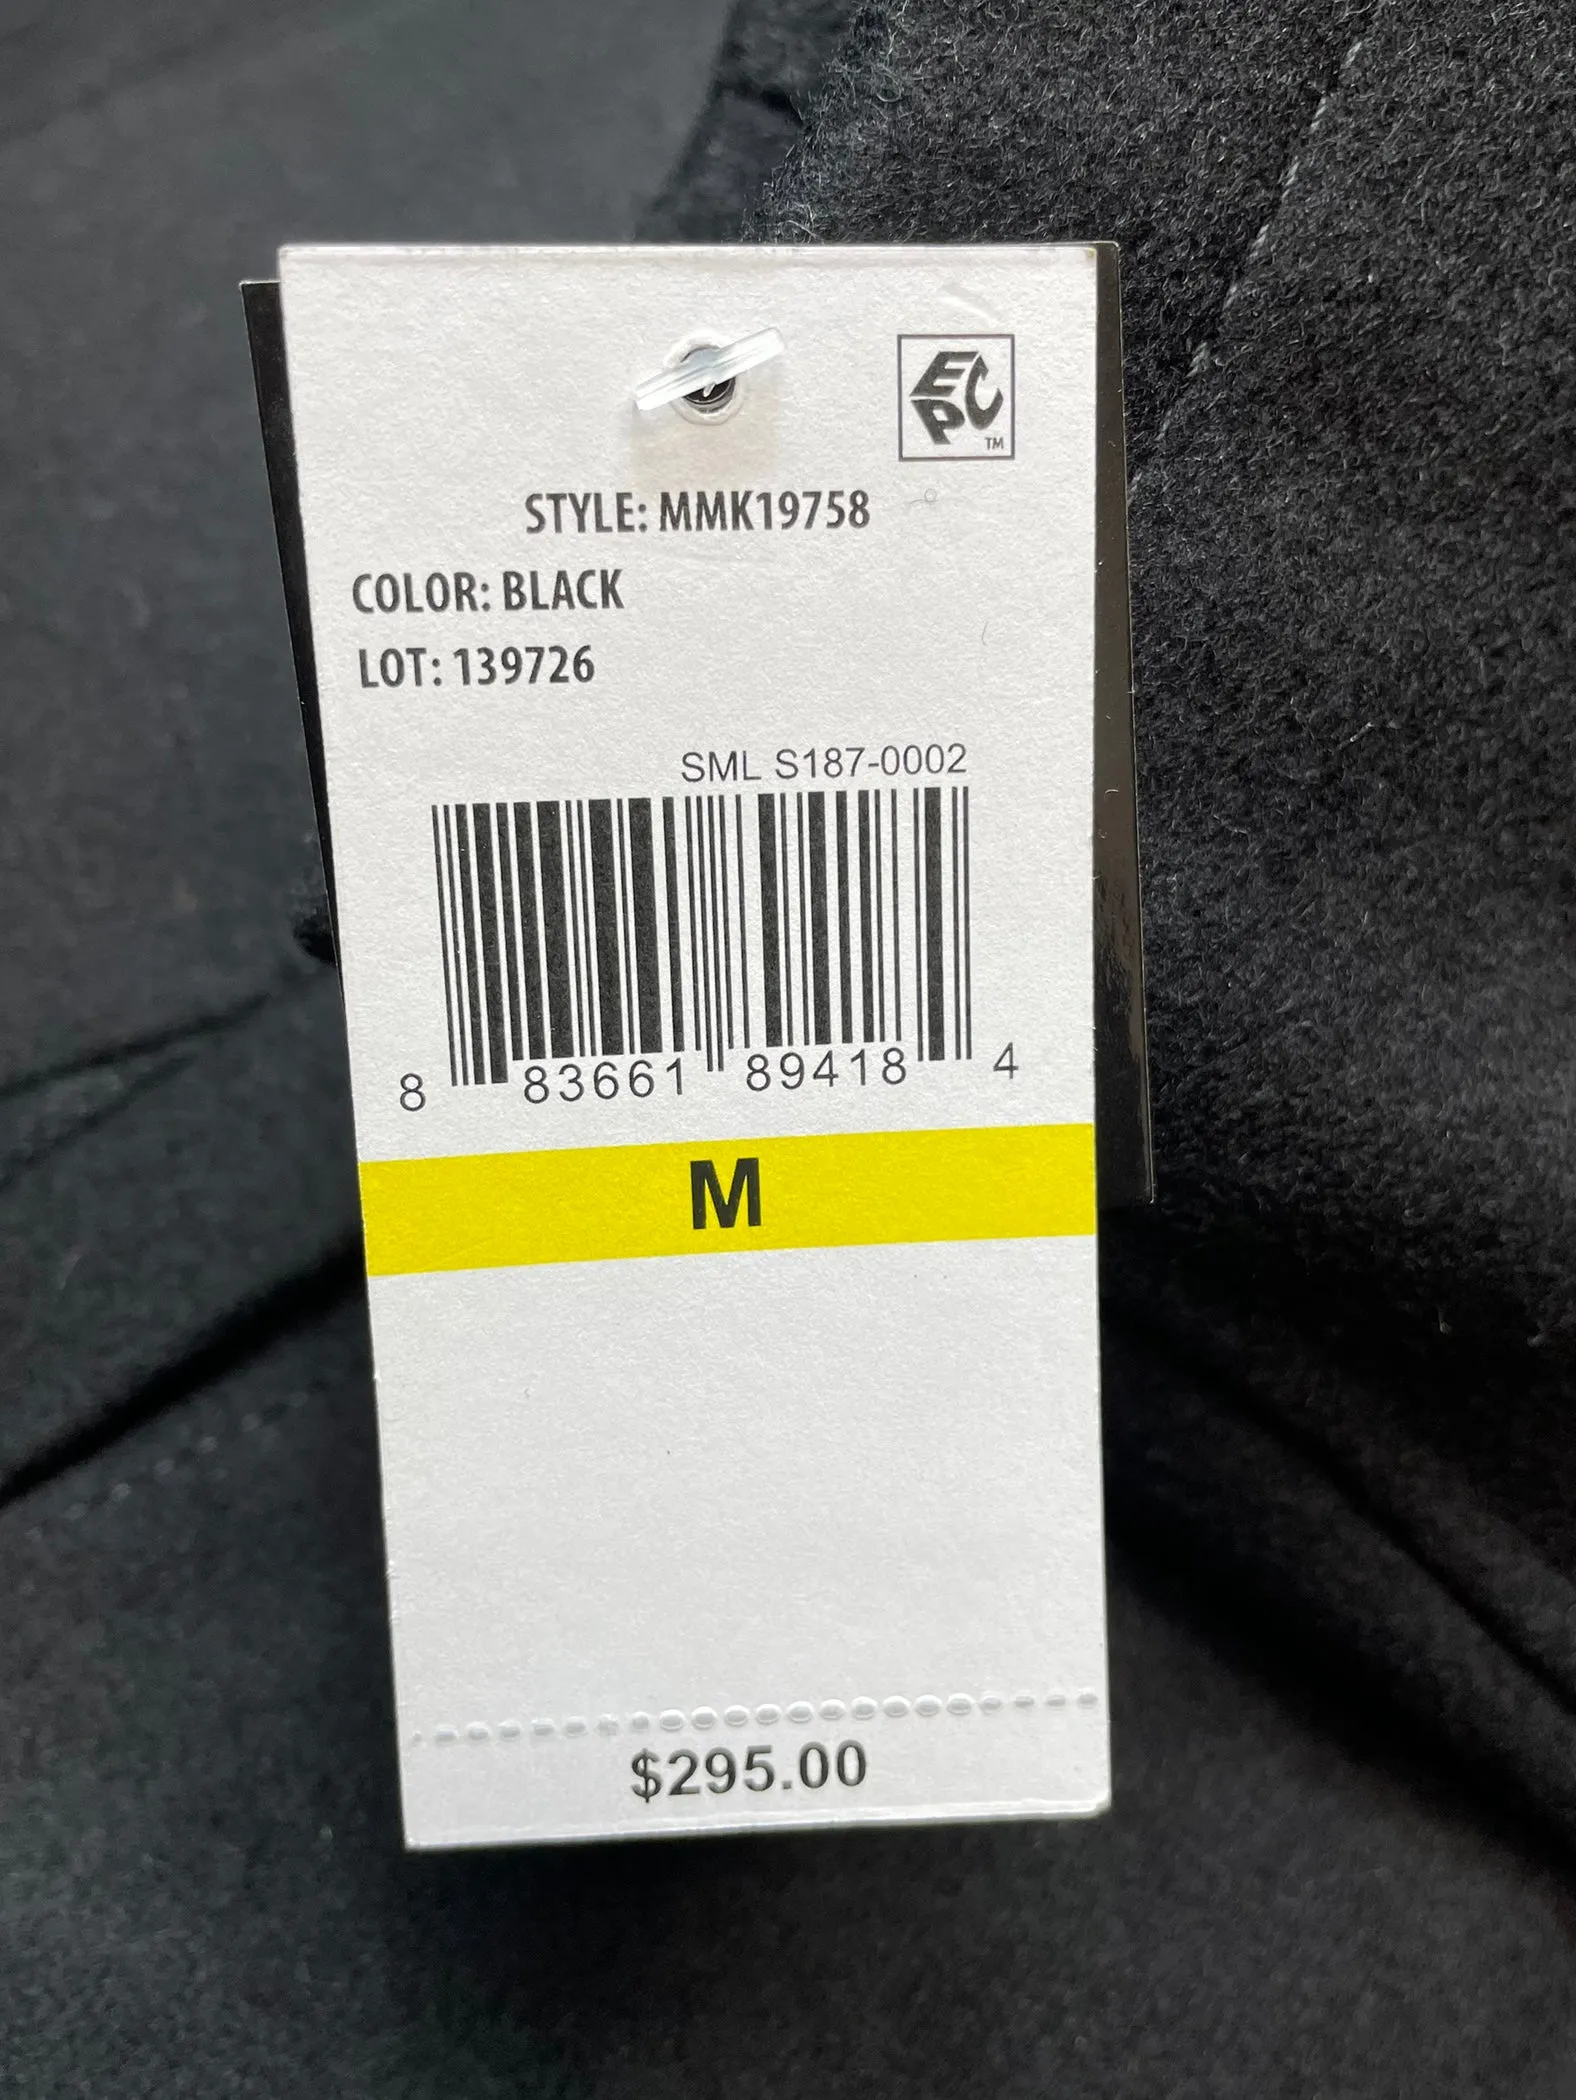 EPC
TM
STYLE: MMK19758
COLOR: BLACK
LOT: 139726
SML S187-0002
8 83661 89418 4
M
$295.00